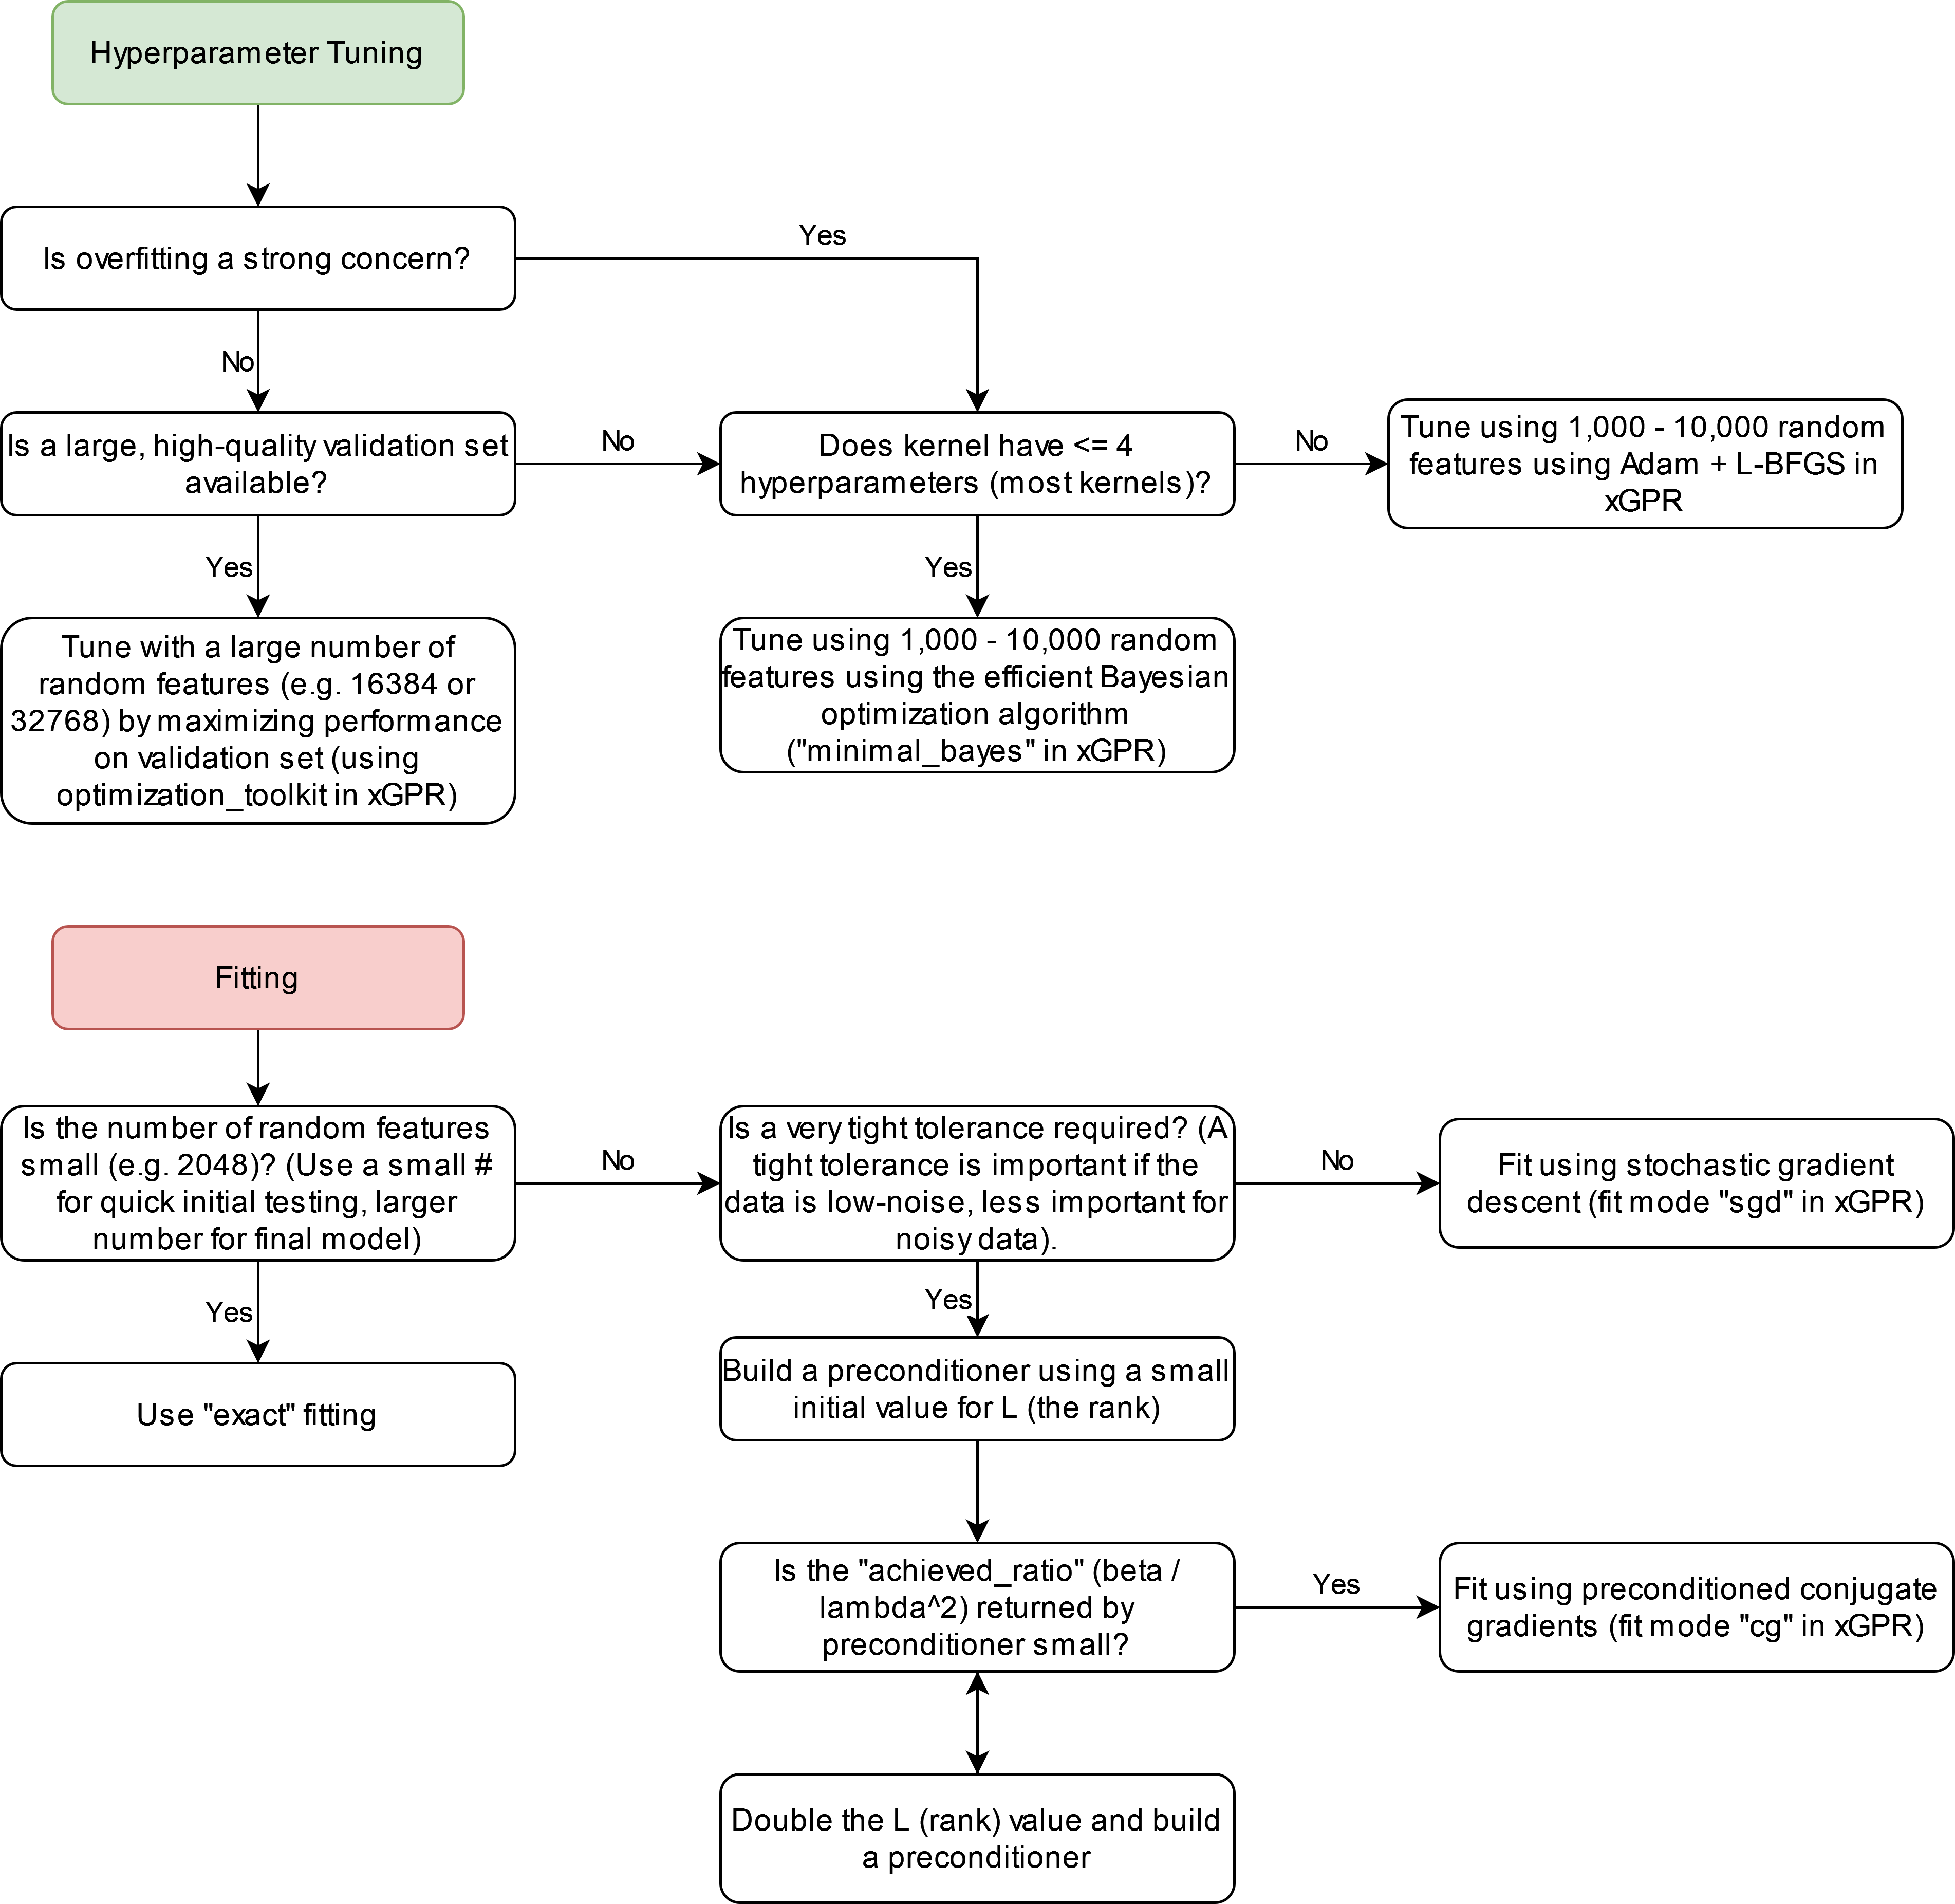 Hyperparameter Tuning
Is overfitting a strong concern?
Yes
No
Is a large, high-quality validation set
available?
No
Does kernel have <= 4
hyperparameters (most kernels)?
No
Tune using 1,000 - 10,000 random
features using Adam + L-BFGS in
xGPR
Yes
Yes
Tune with a large number of
random features (e.g. 16384 or
32768) by maximizing performance
on validation set (using
optimization_toolkit in xGPR)
Tune using 1,000 - 10,000 random
features using the efficient Bayesian
optimization algorithm
("minimal_bayes" in xGPR)
Fitting
Is the number of random features
small (e.g. 2048)? (Use a small #
for quick initial testing, larger
number for final model)
No
Is a very tight tolerance required? (A
tight tolerance is important if the
data is low-noise, less important for
noisy data).
No
Fit using stochastic gradient
descent (fit mode "sgd" in xGPR)
Yes
Yes
Use "exact" fitting
Build a preconditioner using a small
initial value for L (the rank)
Is the "achieved_ratio" (beta /
lambda^2) returned by
preconditioner small?
Yes
Fit using preconditioned conjugate
gradients (fit mode "cg" in xGPR)
Double the L (rank) value and build
a preconditioner